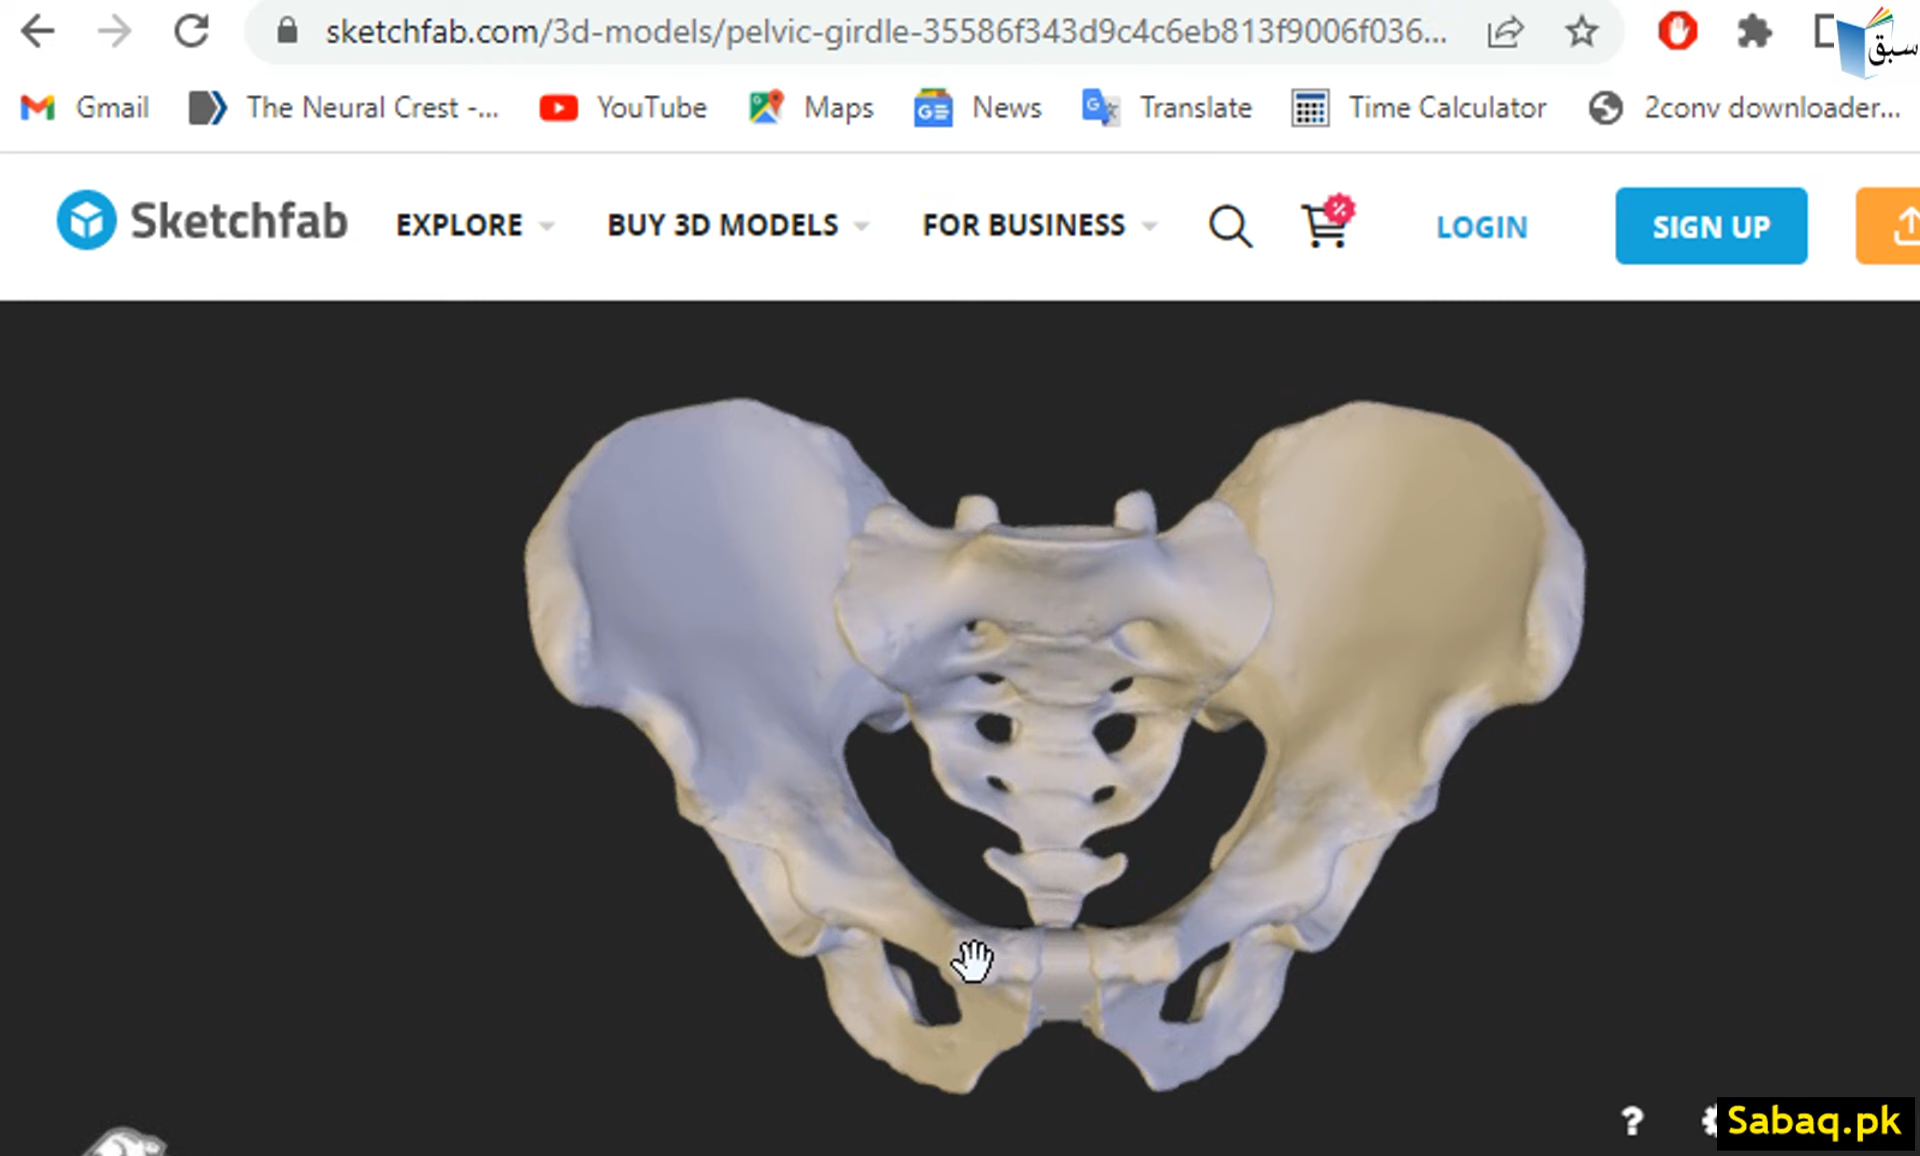 sketchfab.com/3d-models/pelvic-girdle-35586f343d9c4c6eb813f9006f036...
سبق
Gmail The Neural Crest -... YouTube Maps News Translate Time Calculator 2conv downloader...
Sketchfab EXPLORE BUY 3D MODELS FOR BUSINESS % LOGIN SIGN UP
?
Sabaq.pk